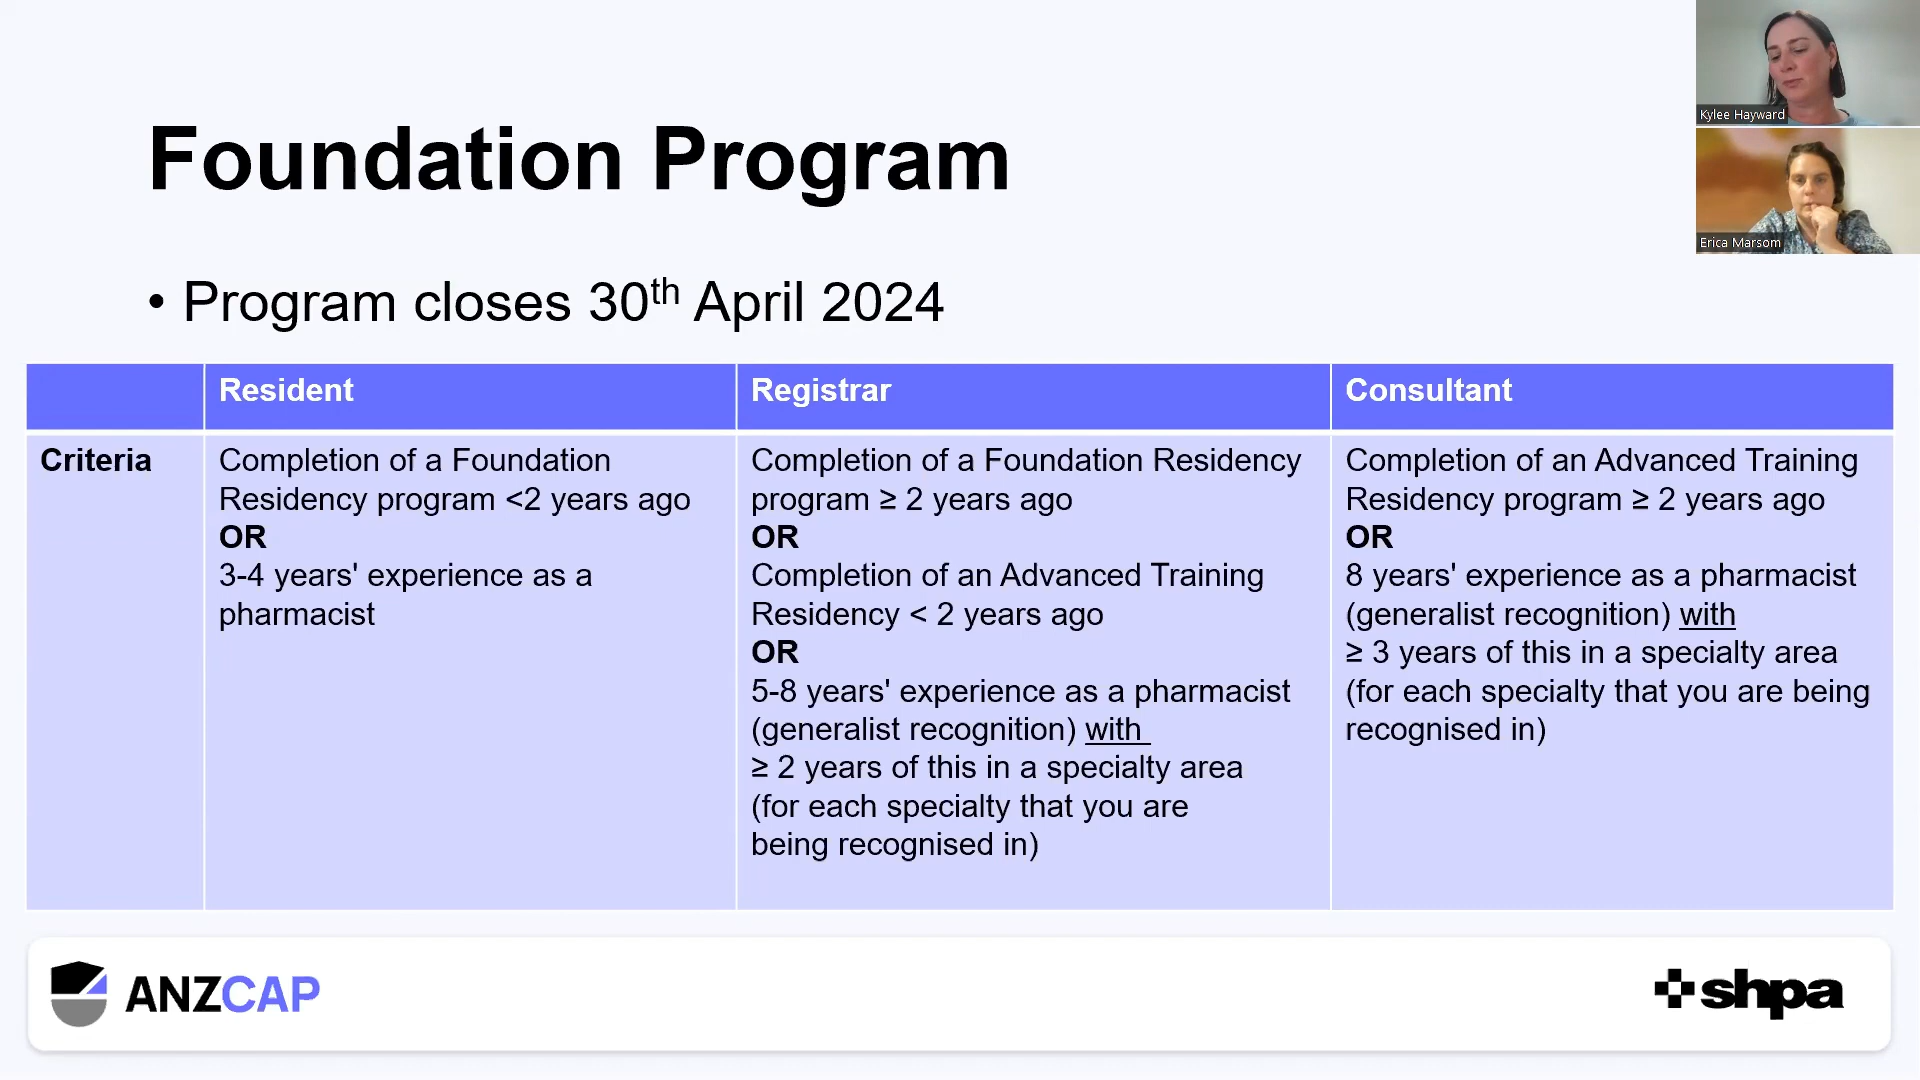 Foundation Program
• Program closes 30th April 2024
Resident
Registrar
Consultant
Criteria
Completion of a Foundation
Residency program <2 years ago
OR
3-4 years' experience as a
pharmacist
Completion of a Foundation Residency
program ≥ 2 years ago
OR
Completion of an Advanced Training
Residency < 2 years ago
OR
5-8 years' experience as a pharmacist
(generalist recognition) with
≥ 2 years of this in a specialty area
(for each specialty that you are
being recognised in)
Completion of an Advanced Training
Residency program ≥ 2 years ago
OR
8 years' experience as a pharmacist
(generalist recognition) with
≥ 3 years of this in a specialty area
(for each specialty that you are being
recognised in)
Kylee Hayward
Erica Marsom
ANZCAP
shpa